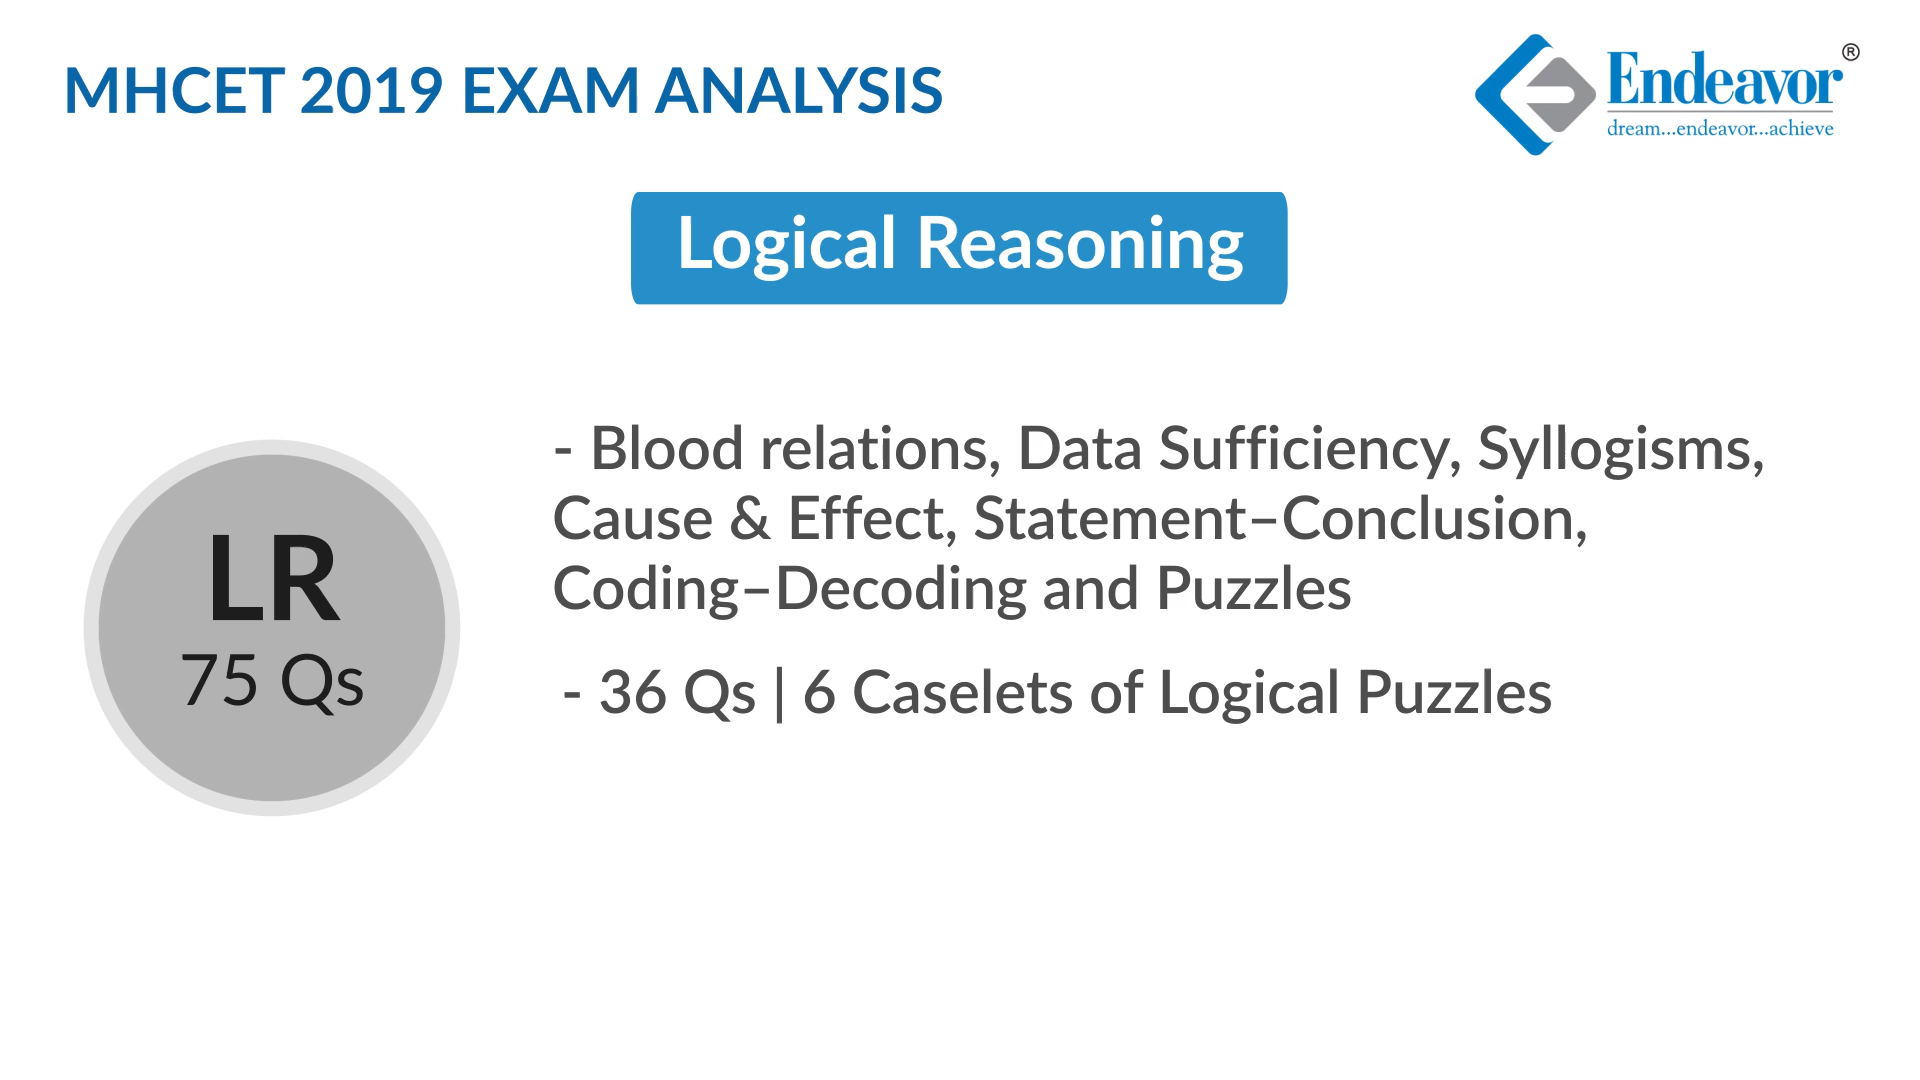 MHCET 2019 EXAM ANALYSIS
Endeavor®
dream...endeavor...achieve
Logical Reasoning
LR
75 Qs
- Blood relations, Data Sufficiency, Syllogisms,
Cause & Effect, Statement–Conclusion,
Coding–Decoding and Puzzles
- 36 Qs | 6 Caselets of Logical Puzzles